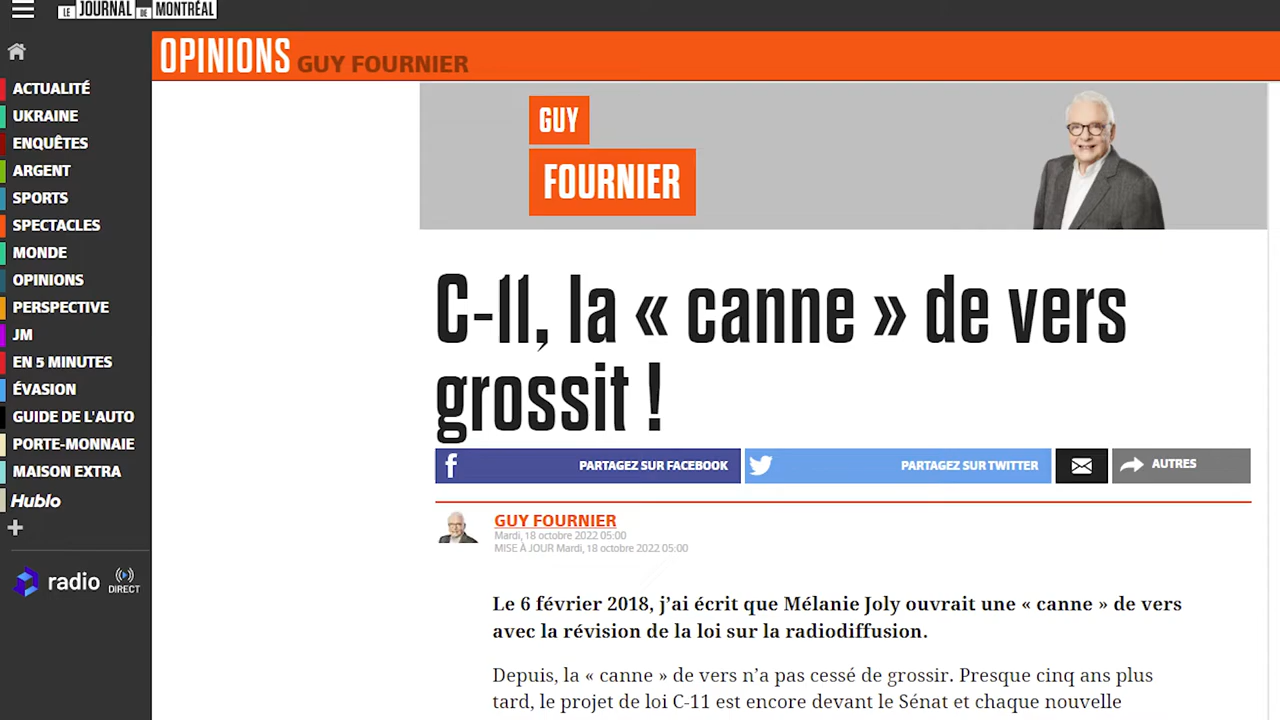 LE JOURNAL DE MONTRÉAL
OPINIONS GUY FOURNIER
ACTUALITÉ
UKRAINE
ENQUÊTES
ARGENT
SPORTS
SPECTACLES
MONDE
OPINIONS
PERSPECTIVE
JM
EN 5 MINUTES
ÉVASION
GUIDE DE L'AUTO
PORTE-MONNAIE
MAISON EXTRA
Hublo
radio DIRECT
GUY
FOURNIER
C-11, la « canne » de vers
grossit !
PARTAGEZ SUR FACEBOOK
PARTAGEZ SUR TWITTER
AUTRES
GUY FOURNIER
Mardi, 18 octobre 2022 05:00
MISE À JOUR Mardi, 18 octobre 2022 05:00
Le 6 février 2018, j’ai écrit que Mélanie Joly ouvrait une « canne » de vers
avec la révision de la loi sur la radiodiffusion.
Depuis, la « canne » de vers n’a pas cessé de grossir. Presque cinq ans plus
tard, le projet de loi C-11 est encore devant le Sénat et chaque nouvelle